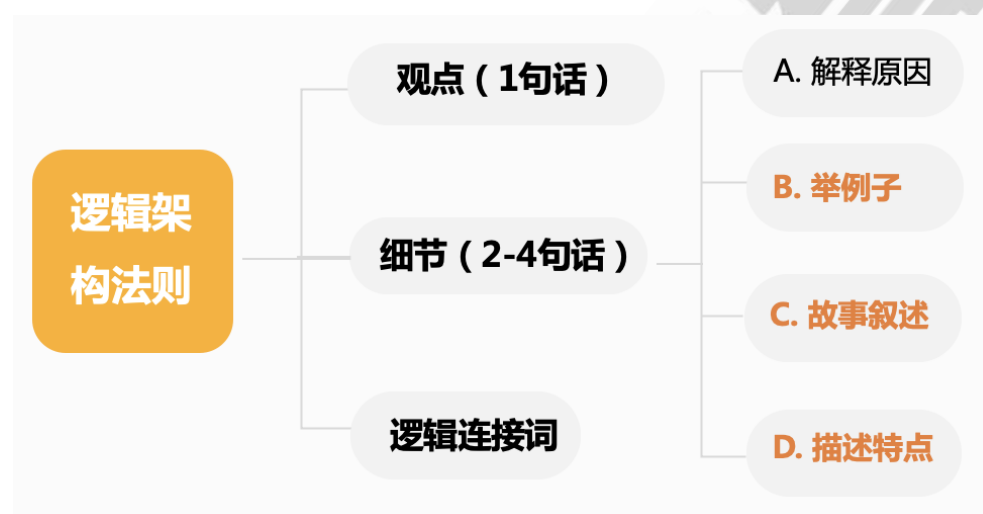 逻辑架
构法则
观点（1句话）
细节（2-4句话）
逻辑连接词
A. 解释原因
B. 举例子
C. 故事叙述
D. 描述特点